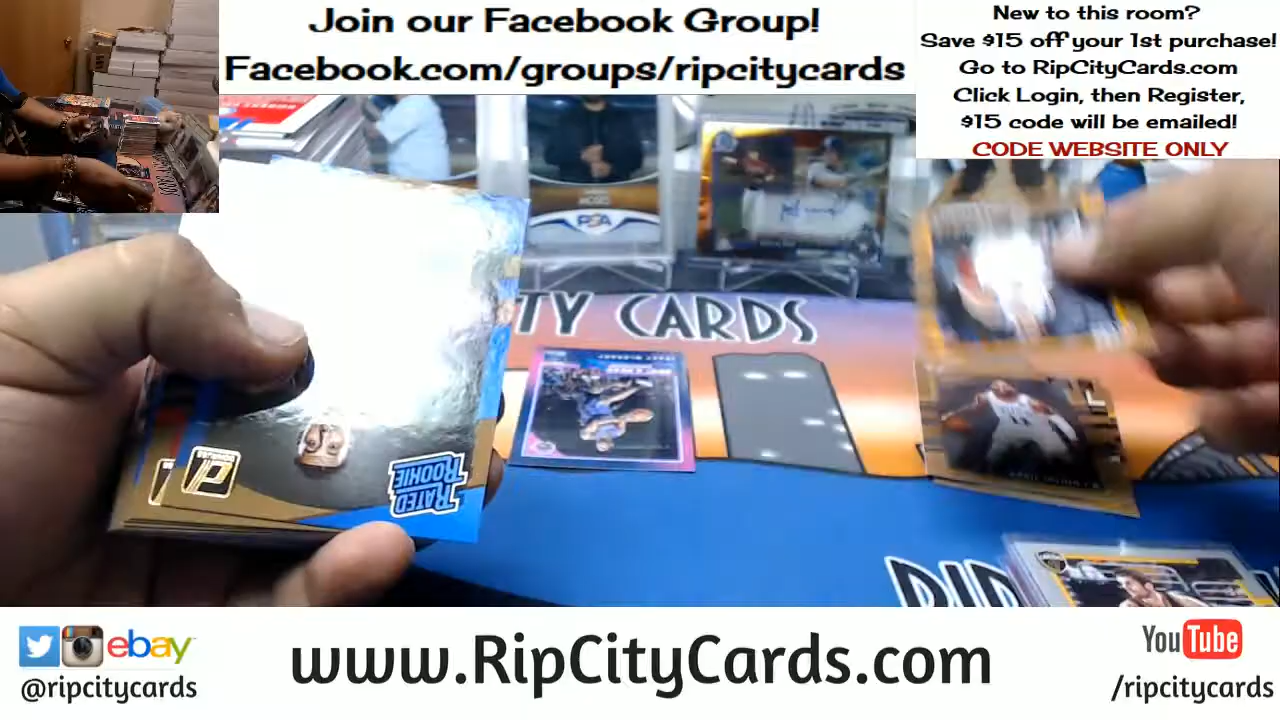 Join our Facebook Group!
Facebook.com/groups/ripcitycards
New to this room?
Save $15 off your 1st purchase!
Go to RipCityCards.com
Click Login, then Register,
$15 code will be emailed!
CODE WEBSITE ONLY
PSA
TY CARDS
RATED
ROOKIE
RIP
ebay
@ripcitycards
www.RipCityCards.com
YouTube
/ripcitycards